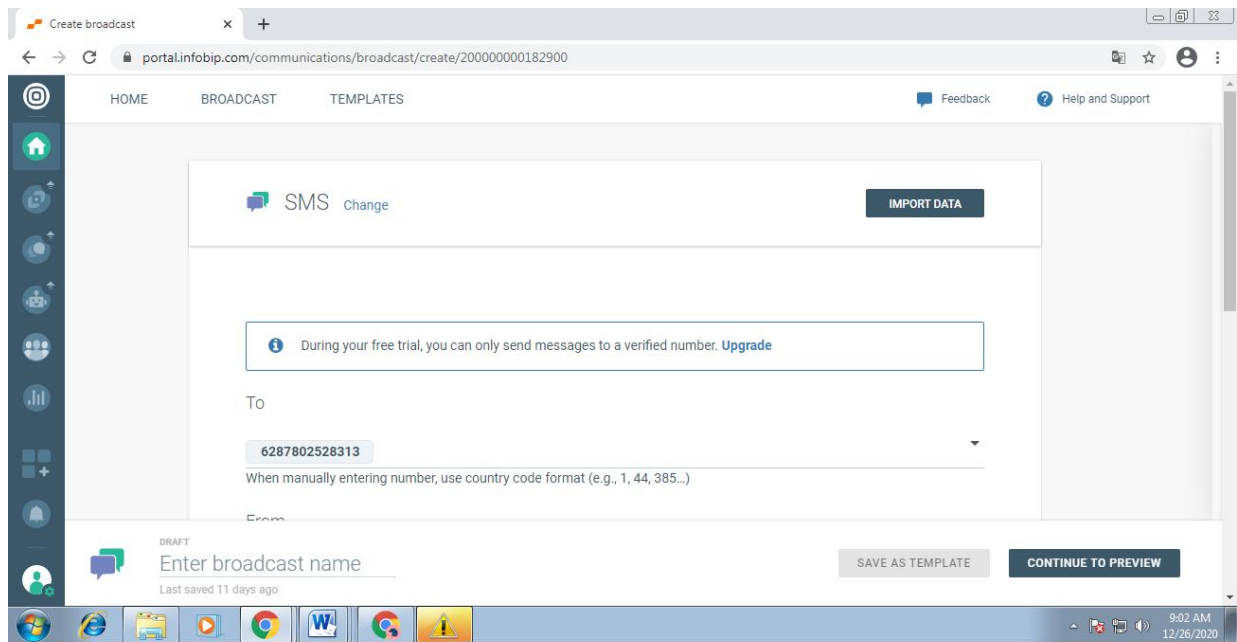 Create broadcast
portal.infobip.com/communications/broadcast/create/200000000182900
HOME BROADCAST TEMPLATES Feedback Help and Support
SMS Change IMPORT DATA
During your free trial, you can only send messages to a verified number. Upgrade
To
6287802528313
When manually entering number, use country code format (e.g., 1, 44, 385...)
From
DRAFT
Enter broadcast name
Last saved 11 days ago
SAVE AS TEMPLATE CONTINUE TO PREVIEW
9:02 AM
12/26/2020